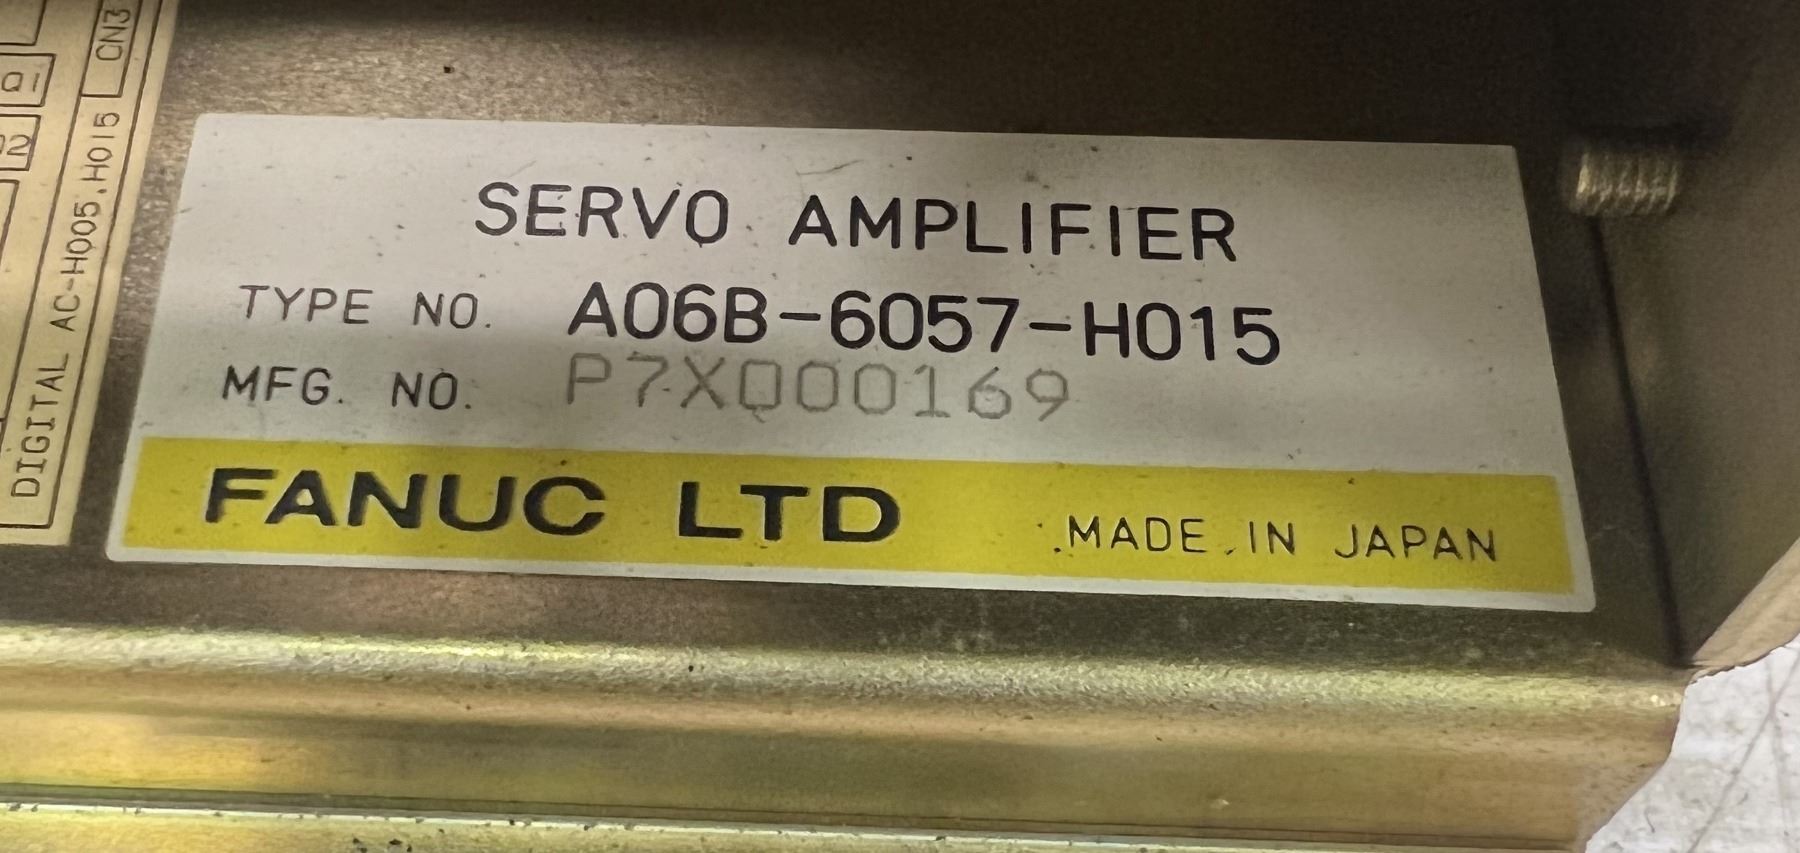 SERVO AMPLIFIER
TYPE NO. A06B-6057-H015
MFG. NO. P7XQ00169
FANUC LTD MADE IN JAPAN
DIGITAL AC-H005.H015 CN3